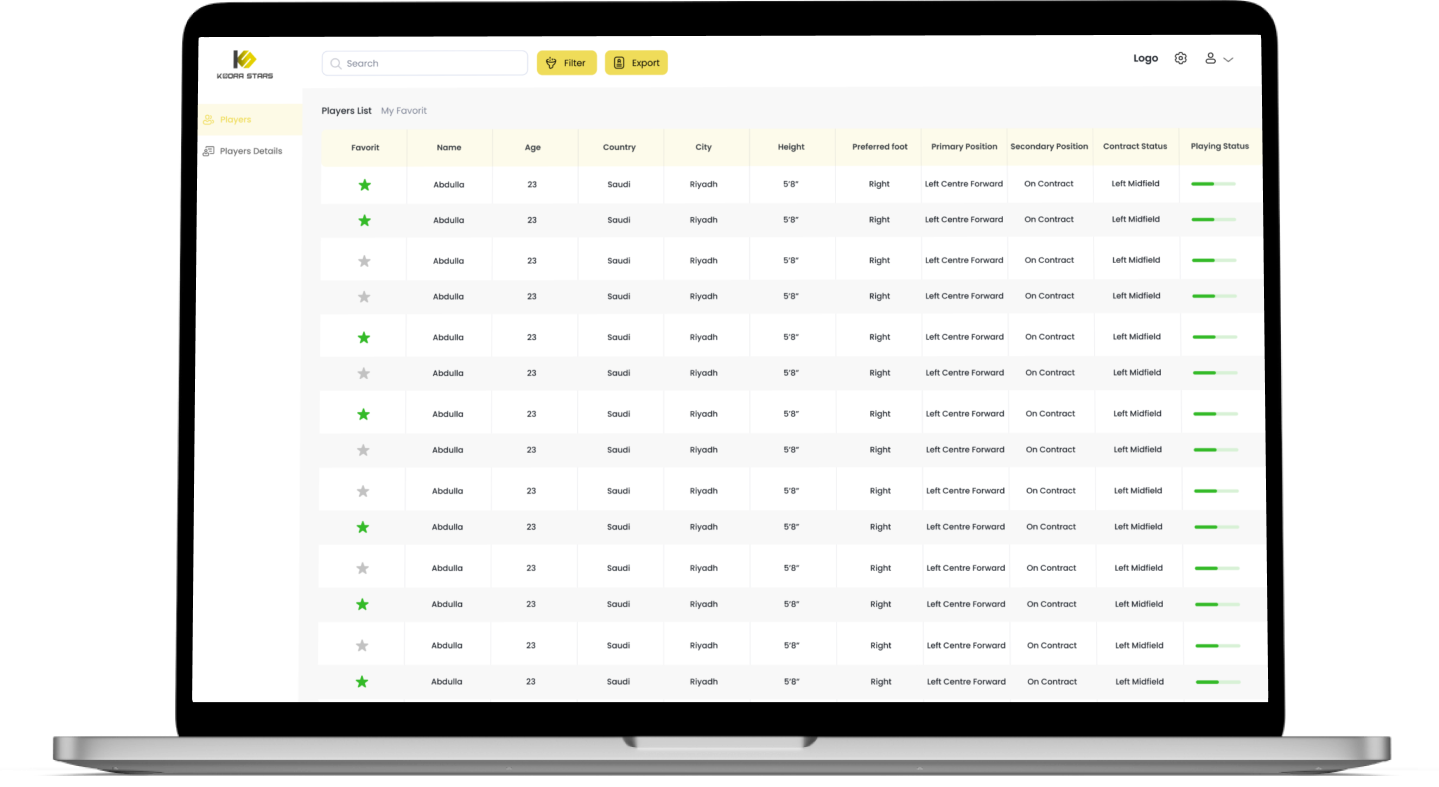 KOORA STARS
Search
Filter
Export
Logo
Players
Players Details
Players List My Favorit
Favorit Name Age Country City Height Preferred foot Primary Position Secondary Position Contract Status Playing Status
Abdulla 23 Saudi Riyadh 5'8" Right Left Centre Forward On Contract Left Midfield
Abdulla 23 Saudi Riyadh 5'8" Right Left Centre Forward On Contract Left Midfield
Abdulla 23 Saudi Riyadh 5'8" Right Left Centre Forward On Contract Left Midfield
Abdulla 23 Saudi Riyadh 5'8" Right Left Centre Forward On Contract Left Midfield
Abdulla 23 Saudi Riyadh 5'8" Right Left Centre Forward On Contract Left Midfield
Abdulla 23 Saudi Riyadh 5'8" Right Left Centre Forward On Contract Left Midfield
Abdulla 23 Saudi Riyadh 5'8" Right Left Centre Forward On Contract Left Midfield
Abdulla 23 Saudi Riyadh 5'8" Right Left Centre Forward On Contract Left Midfield
Abdulla 23 Saudi Riyadh 5'8" Right Left Centre Forward On Contract Left Midfield
Abdulla 23 Saudi Riyadh 5'8" Right Left Centre Forward On Contract Left Midfield
Abdulla 23 Saudi Riyadh 5'8" Right Left Centre Forward On Contract Left Midfield
Abdulla 23 Saudi Riyadh 5'8" Right Left Centre Forward On Contract Left Midfield
Abdulla 23 Saudi Riyadh 5'8" Right Left Centre Forward On Contract Left Midfield
Abdulla 23 Saudi Riyadh 5'8" Right Left Centre Forward On Contract Left Midfield